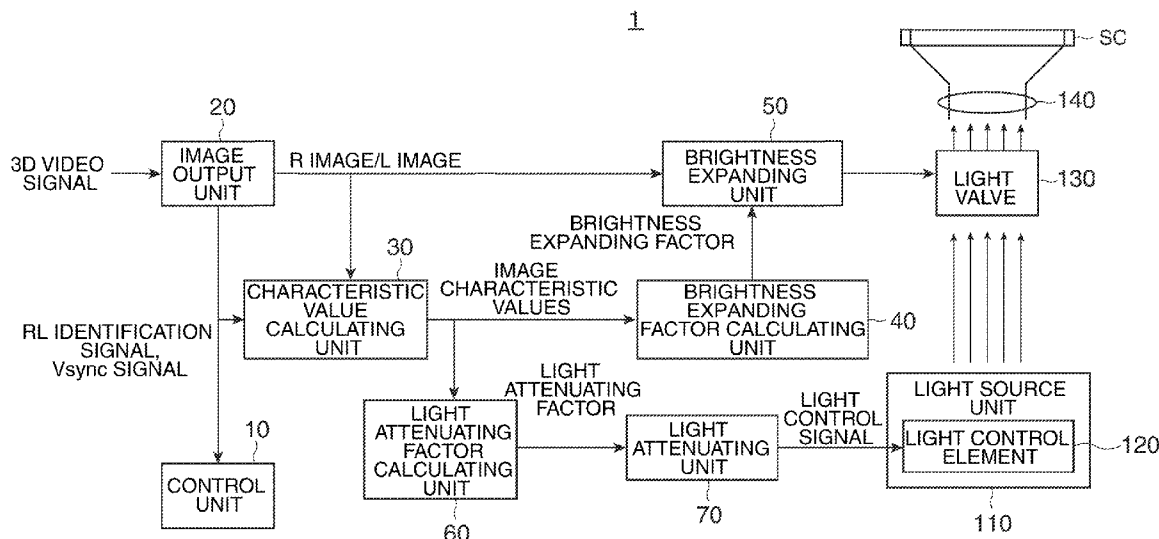 1
SC
140
20
IMAGE
OUTPUT
UNIT
3D VIDEO
SIGNAL
R IMAGE/L IMAGE
50
BRIGHTNESS
EXPANDING
UNIT
LIGHT
VALVE
130
BRIGHTNESS
EXPANDING FACTOR
30
CHARACTERISTIC
VALUE
CALCULATING
UNIT
IMAGE
CHARACTERISTIC
VALUES
BRIGHTNESS
EXPANDING
FACTOR CALCULATING
UNIT
40
RL IDENTIFICATION
SIGNAL,
Vsync SIGNAL
LIGHT
ATTENUATING
FACTOR
10
CONTROL
UNIT
LIGHT
ATTENUATING
FACTOR
CALCULATING
UNIT
60
LIGHT
ATTENUATING
UNIT
70
LIGHT
CONTROL
SIGNAL
LIGHT SOURCE
UNIT
LIGHT CONTROL
ELEMENT
120
110